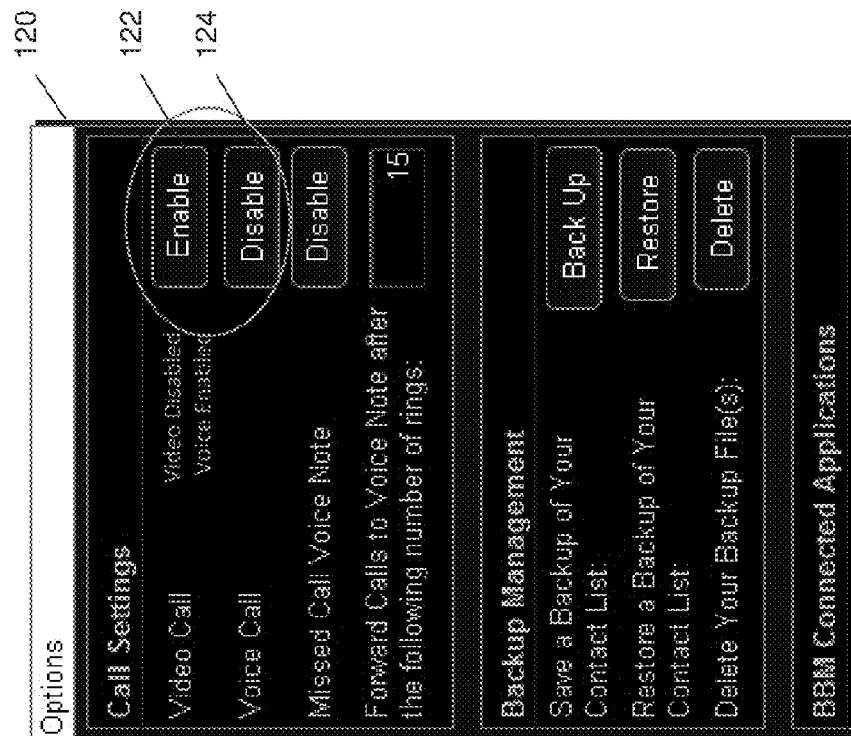 120
122
124
Options
Call Settings
Video Disabled
Voice Enabled
Video Call
Enable
Voice Call
Disable
Missed Call Voice Note
Disable
Forward Calls to Voice Note after
the following number of rings:
15
Backup Management
Save a Backup of Your
Contact List
Back Up
Restore a Backup of Your
Contact List
Restore
Delete Your Backup File(s):
Delete
BBM Connected Applications